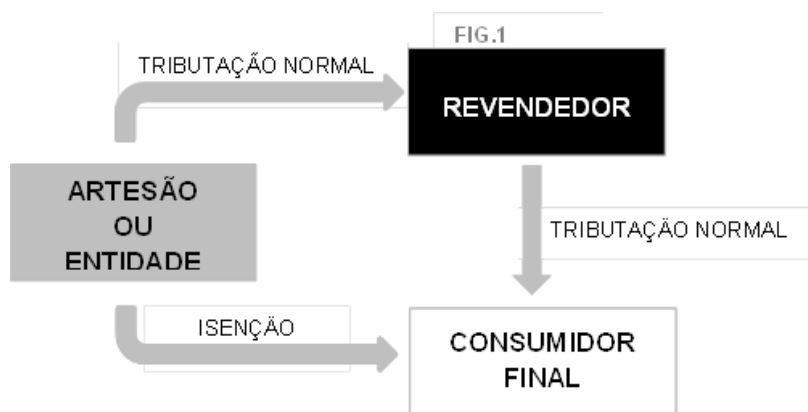 FIG.1
TRIBUTAÇÃO NORMAL
REVENDEDOR
ARTESÃO
OU
ENTIDADE
TRIBUTAÇÃO NORMAL
ISENÇÃO
CONSUMIDOR
FINAL